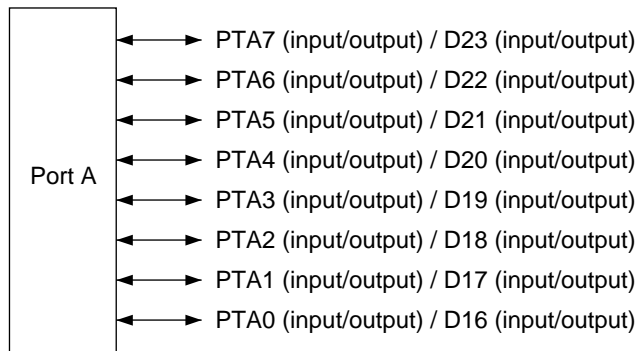 PTA7 (input/output) / D23 (input/output)
PTA6 (input/output) / D22 (input/output)
PTA5 (input/output) / D21 (input/output)
PTA4 (input/output) / D20 (input/output)
Port A
PTA3 (input/output) / D19 (input/output)
PTA2 (input/output) / D18 (input/output)
PTA1 (input/output) / D17 (input/output)
PTA0 (input/output) / D16 (input/output)